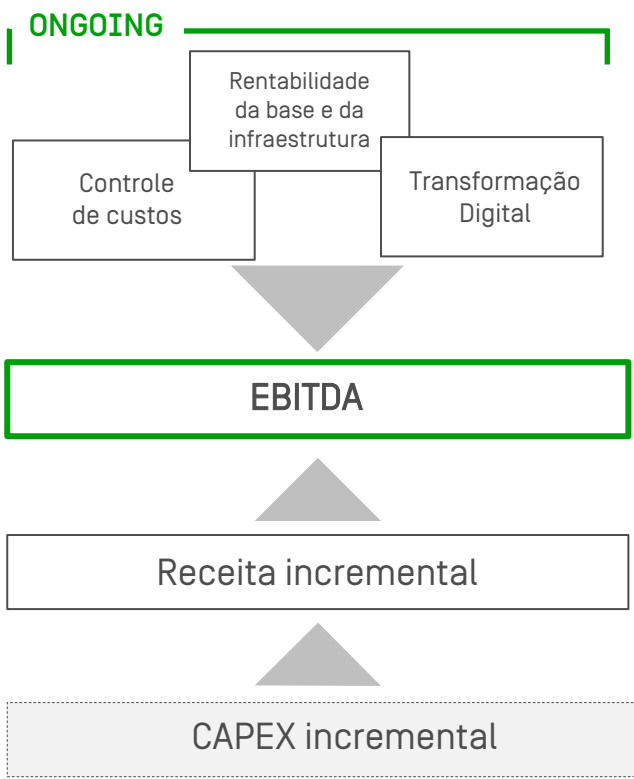 ONGOING
Rentabilidade
da base e da
infraestrutura
Controle
de custos
Transformação
Digital
EBITDA
Receita incremental
CAPEX incremental